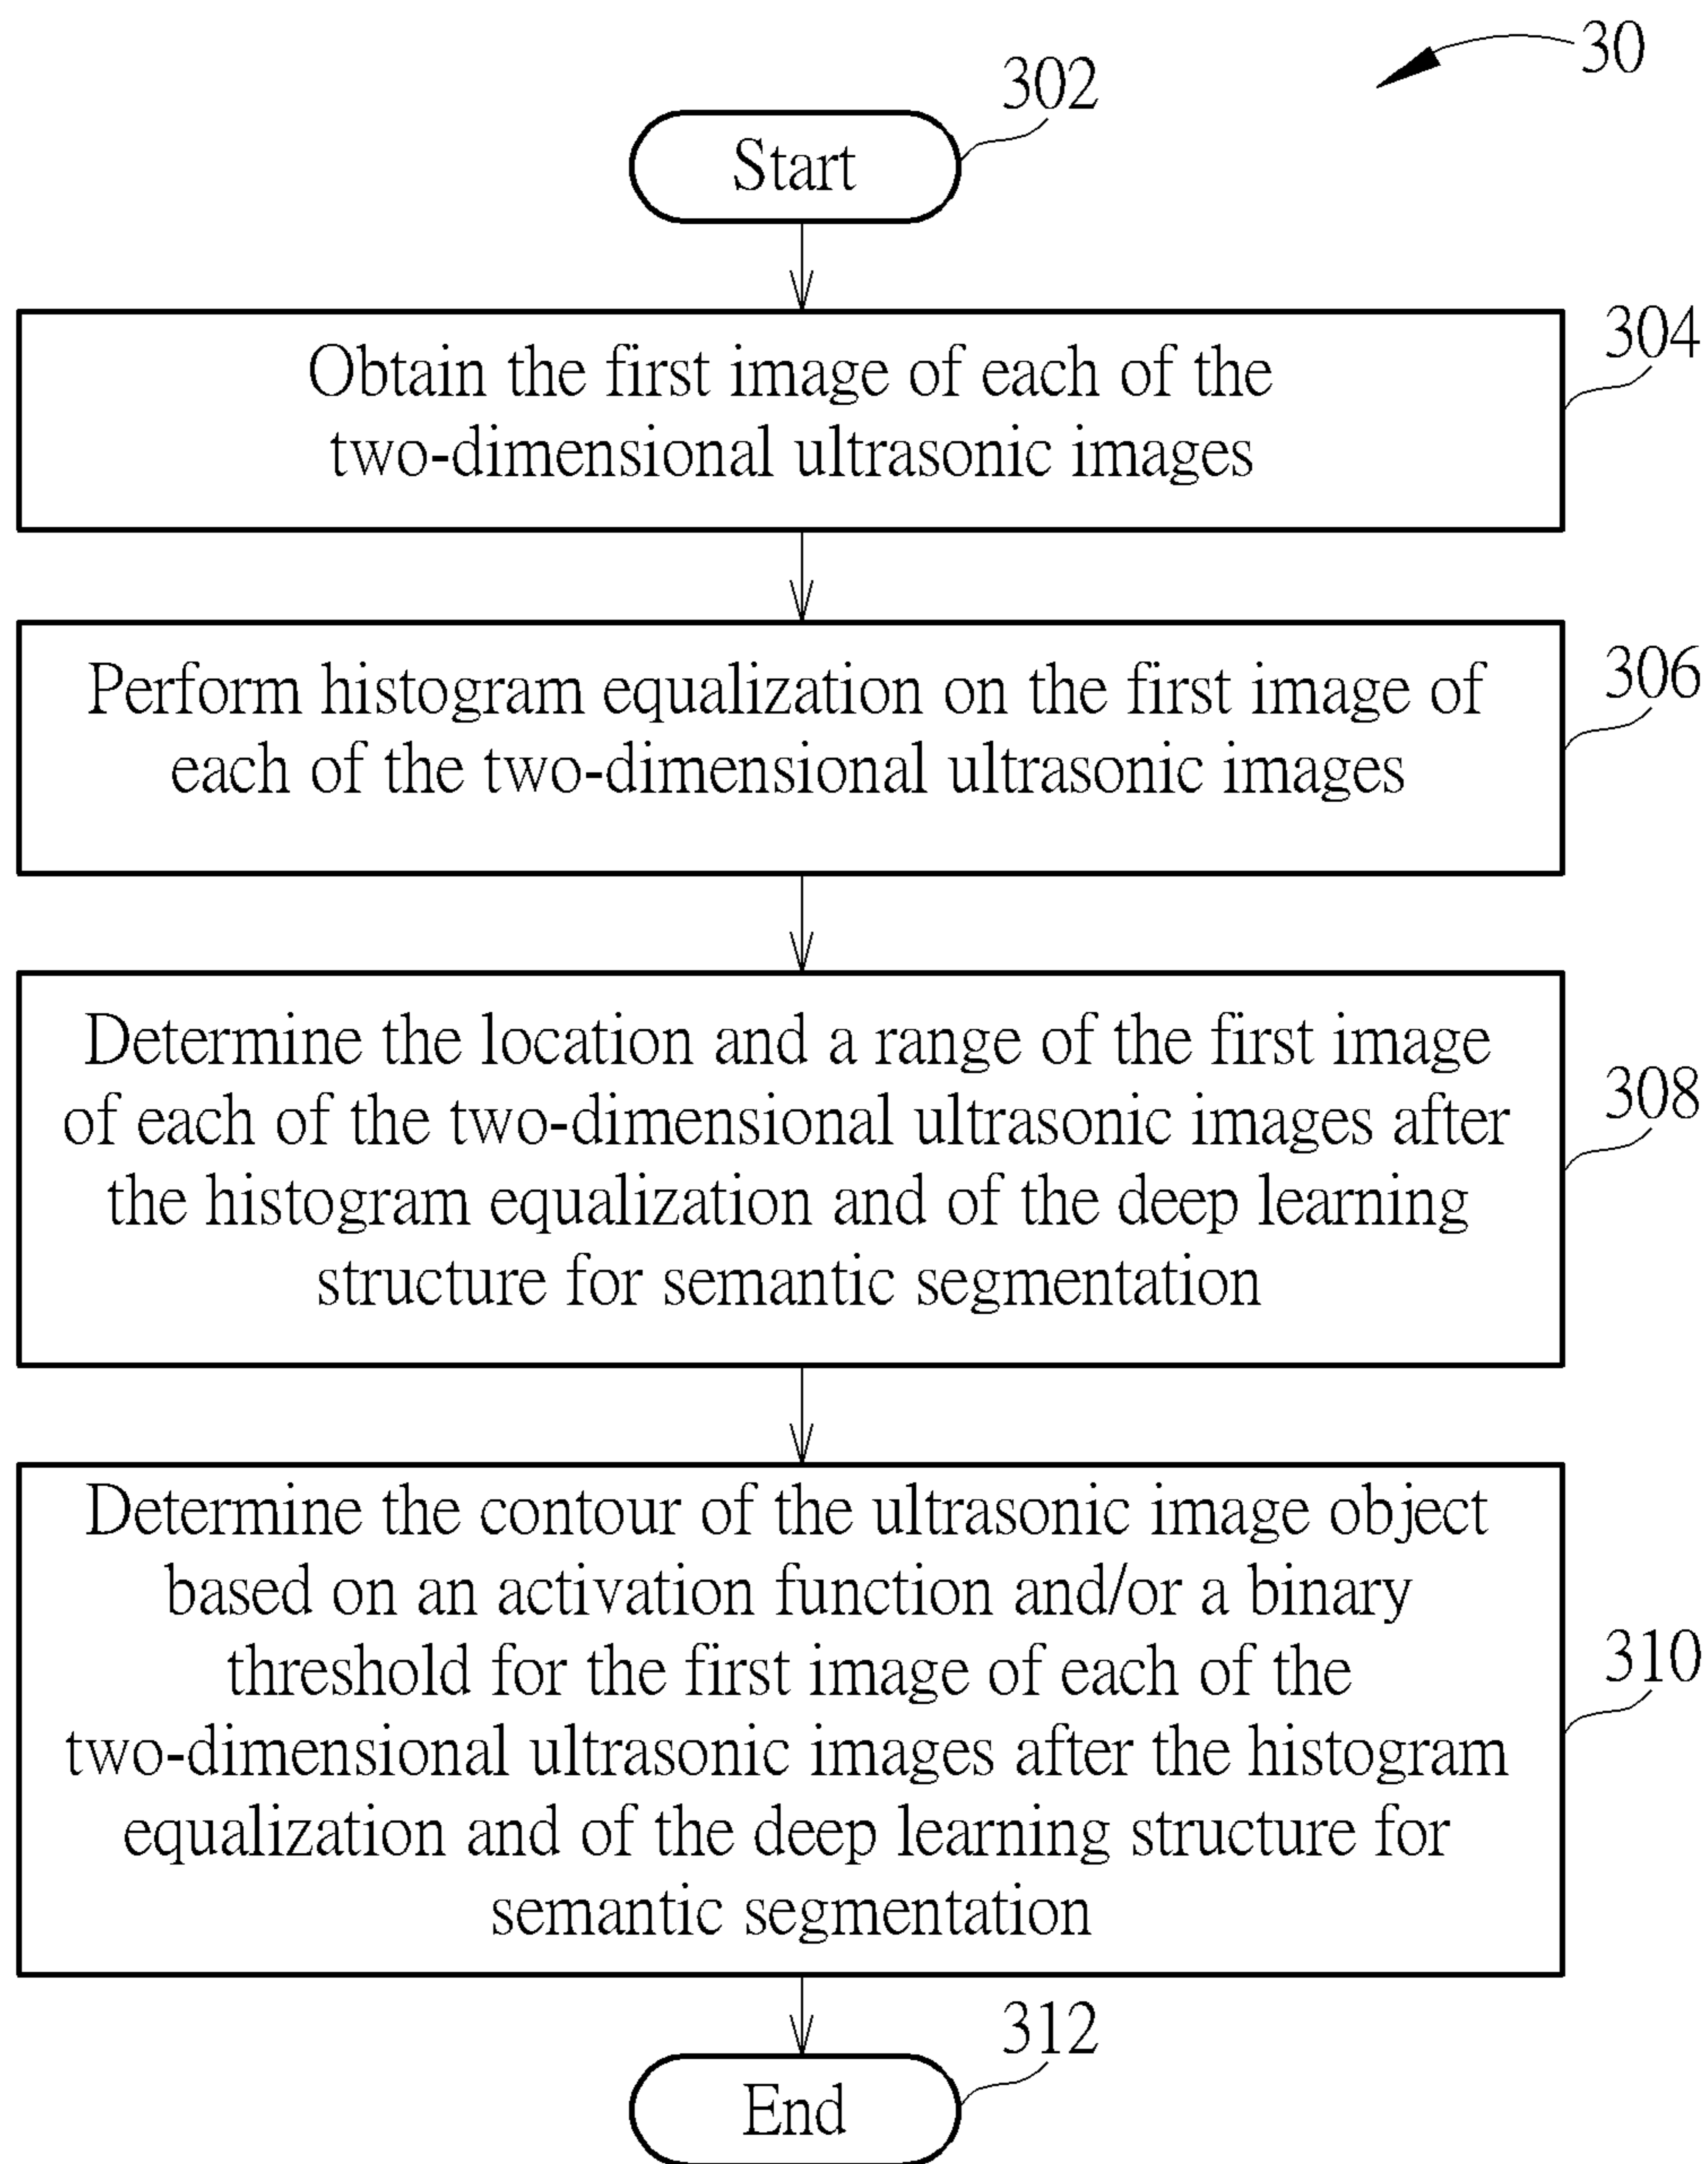 30
302
Start
304
Obtain the first image of each of the
two-dimensional ultrasonic images
306
Perform histogram equalization on the first image of
each of the two-dimensional ultrasonic images
308
Determine the location and a range of the first image
of each of the two-dimensional ultrasonic images after
the histogram equalization and of the deep learning
structure for semantic segmentation
310
Determine the contour of the ultrasonic image object
based on an activation function and/or a binary
threshold for the first image of each of the
two-dimensional ultrasonic images after the histogram
equalization and of the deep learning structure for
semantic segmentation
312
End